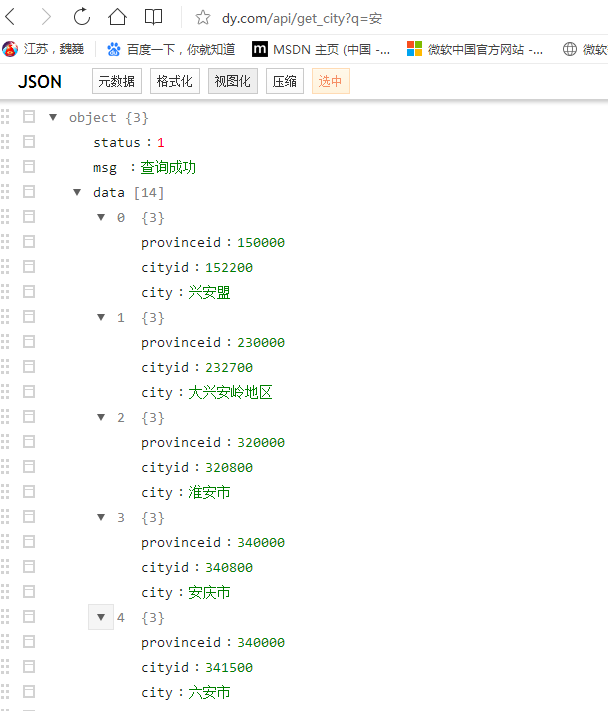 dy.com/api/get_city?q=安
江苏，魏巍 百度一下，你就知道 MSDN 主页 (中国 -... 微软中国官方网站 -... 微软
JSON 元数据 格式化 视图化 压缩 选中
object {3}
status：1
msg ：查询成功
data [14]
0 {3}
provinceid：150000
cityid：152200
city：兴安盟
1 {3}
provinceid：230000
cityid：232700
city：大兴安岭地区
2 {3}
provinceid：320000
cityid：320800
city：淮安市
3 {3}
provinceid：340000
cityid：340800
city：安庆市
4 {3}
provinceid：340000
cityid：341500
city：六安市